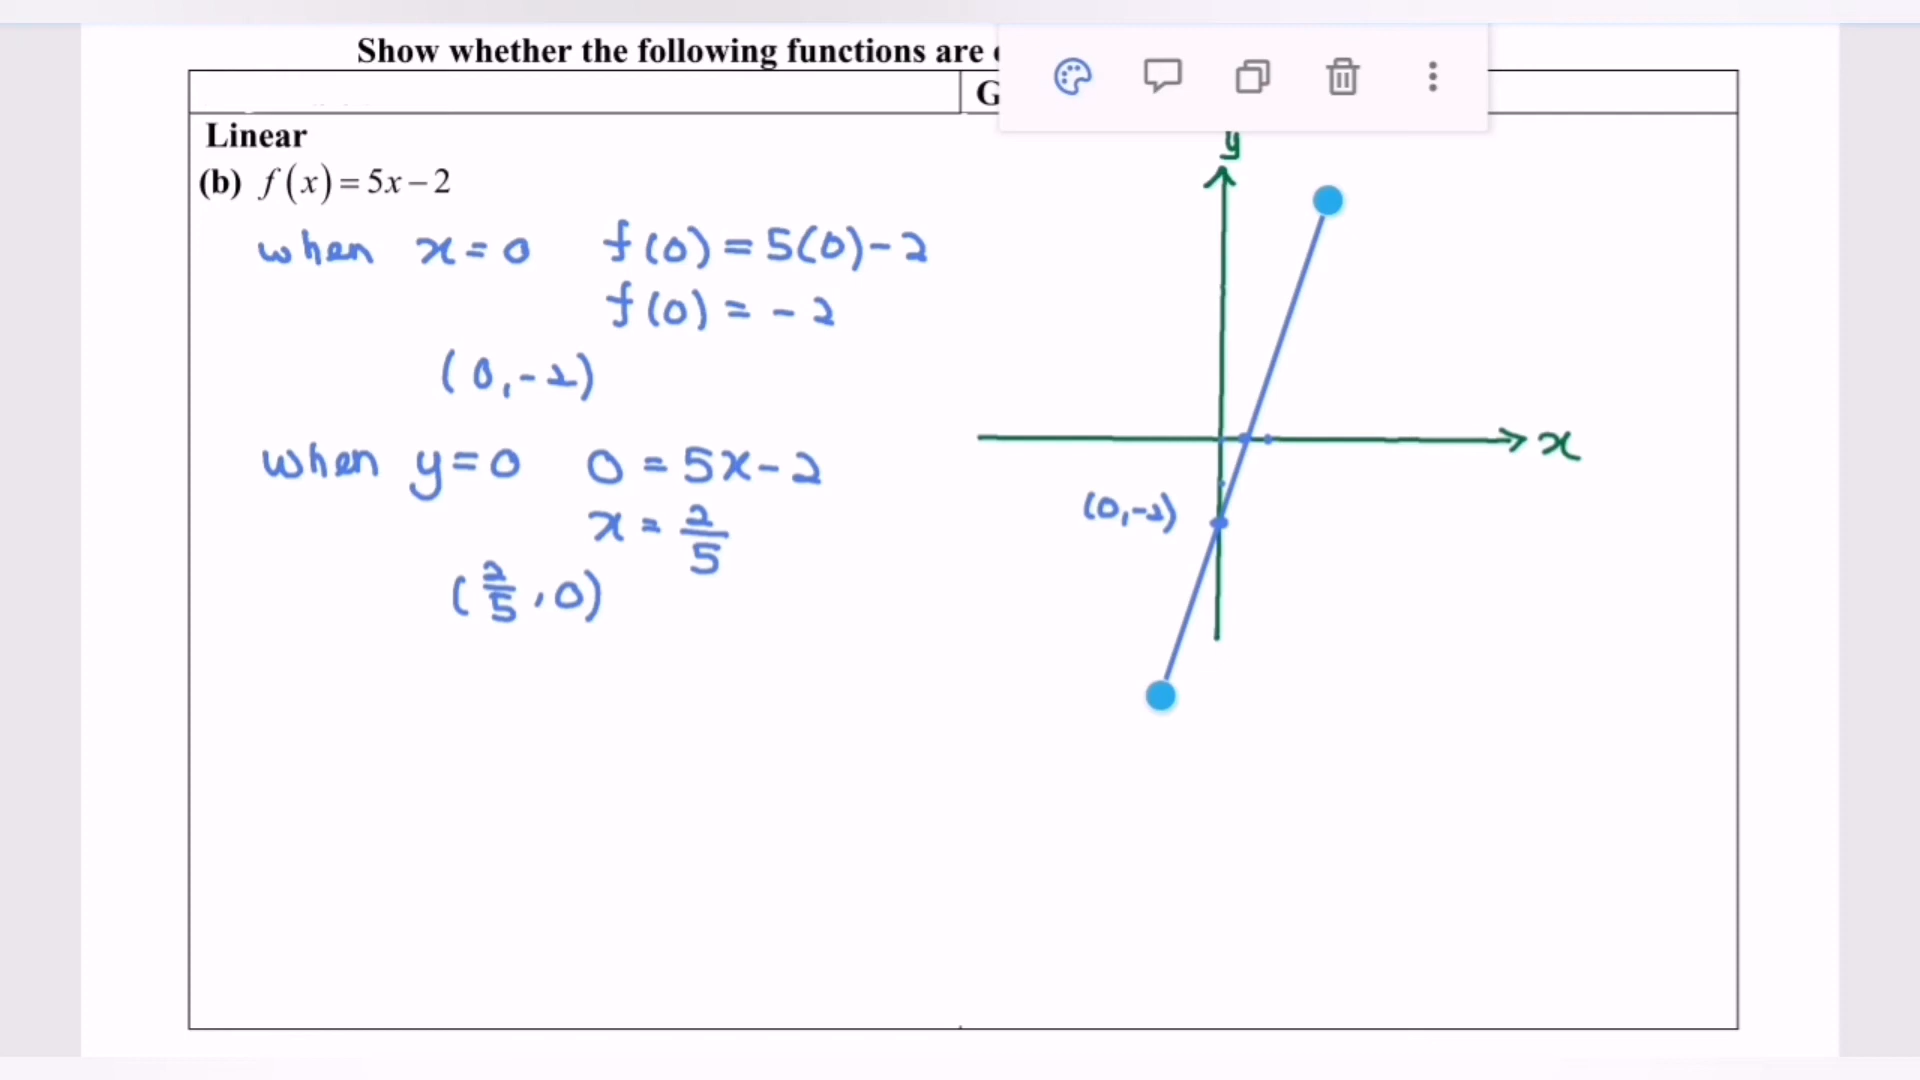 Show whether the following functions are
G
Linear
(b) f(x) = 5x − 2
when x = 0 f(0) = 5(0) − 2
f(0) = − 2
(0, −2)
when y = 0 0 = 5x − 2
x = 2/5
(2/5, 0)
y
x
(0, −2)